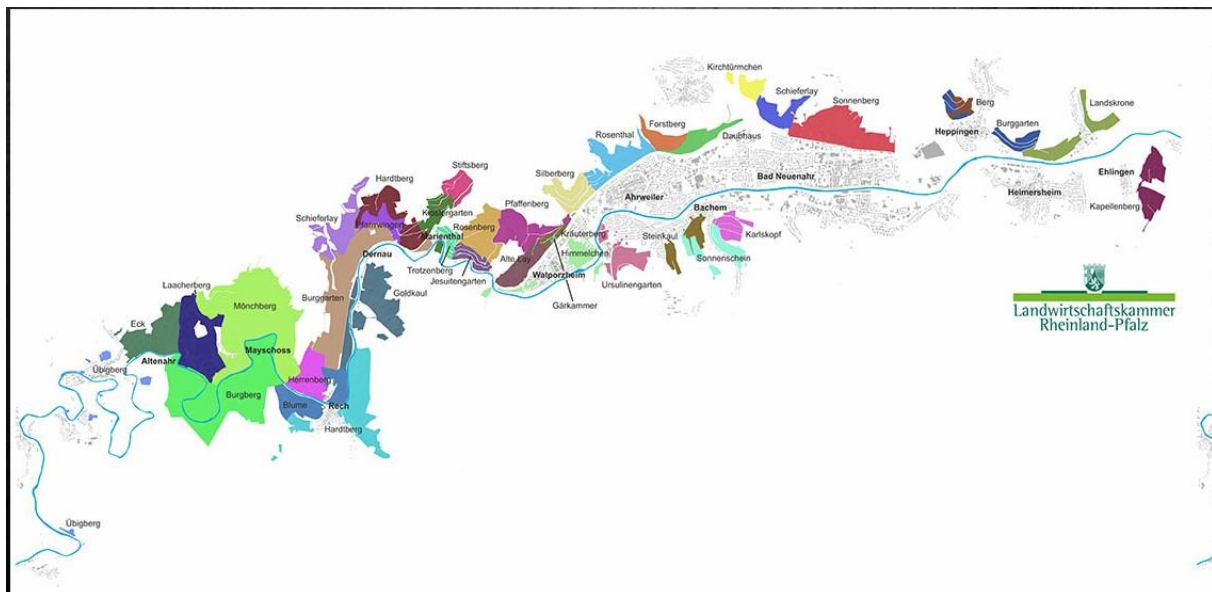 Kirchtürmchen
Schieferlay
Sonnenberg
Berg
Landskrone
Forstberg
Daubhaus
Heppingen
Burggarten
Rosenthal
Stiftsberg
Silberberg
Bad Neuenahr
Ehlingen
Hardtberg
Pfaffenberg
Ahrweiler
Heimersheim
Klostergarten
Rosenberg
Bachem
Kapellenberg
Schieferlay
Pfarrwingert
Marienthal
Kräuterberg
Steinkaul
Karlskopf
Dernau
Alte Lay
Himmelchen
Sonnenschein
Trotzenberg
Walporzheim
Jesuitengarten
Ursulinengarten
Laacherberg
Burggarten
Goldkaul
Gärkammer
Mönchberg
Landwirtschaftskammer
Rheinland-Pfalz
Eck
Mayschoss
Altenahr
Übigberg
Herrenberg
Burgberg
Blume
Rech
Hardtberg
Übigberg